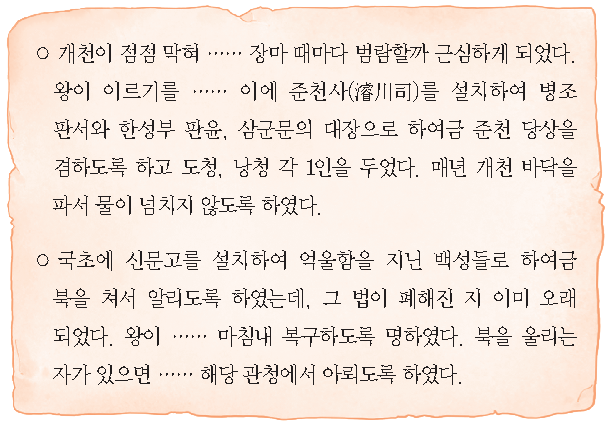 ○ 개천이 점점 막혀 …… 장마 때마다 범람할까 근심하게 되었다.
왕이 이르기를 …… 이에 준천사(濬川司)를 설치하여 병조
판서와 한성부 판윤, 삼군문의 대장으로 하여금 준천 당상을
겸하도록 하고 도청, 낭청 각 1인을 두었다. 매년 개천 바닥을
파서 물이 넘치지 않도록 하였다.
○ 국초에 신문고를 설치하여 억울함을 지닌 백성들로 하여금
북을 쳐서 알리도록 하였는데, 그 법이 폐해진 지 이미 오래
되었다. 왕이 …… 마침내 복구하도록 명하였다. 북을 울리는
자가 있으면 …… 해당 관청에서 아뢰도록 하였다.